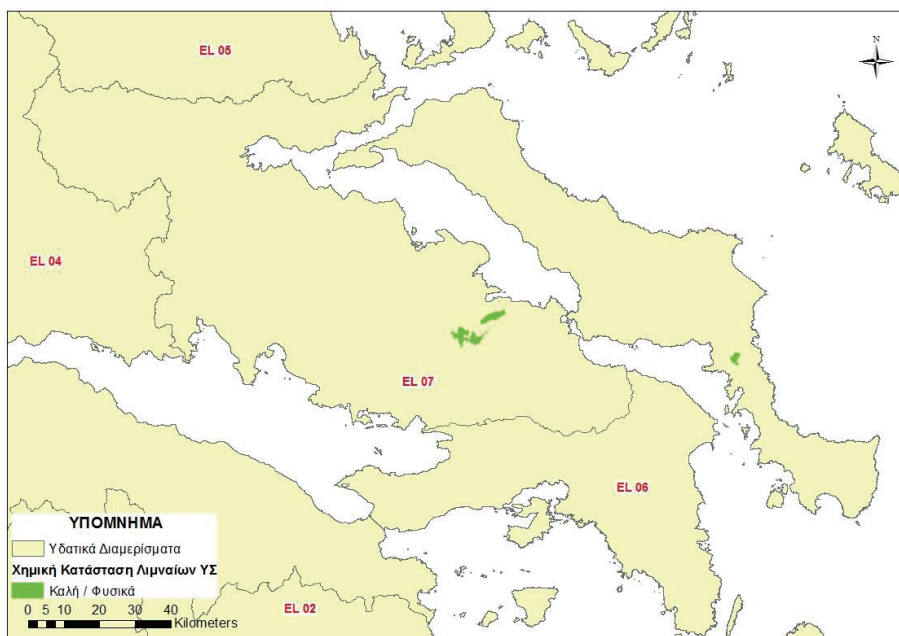 EL 05
N
EL 04
EL 07
EL 06
EL 02
ΥΠΟΜΝΗΜΑ
Υδατικά Διαμερίσματα
Χημική Κατάσταση Λιμναίων ΥΣ
Καλή / Φυσικά
0 5 10 20 30 40
Kilometers